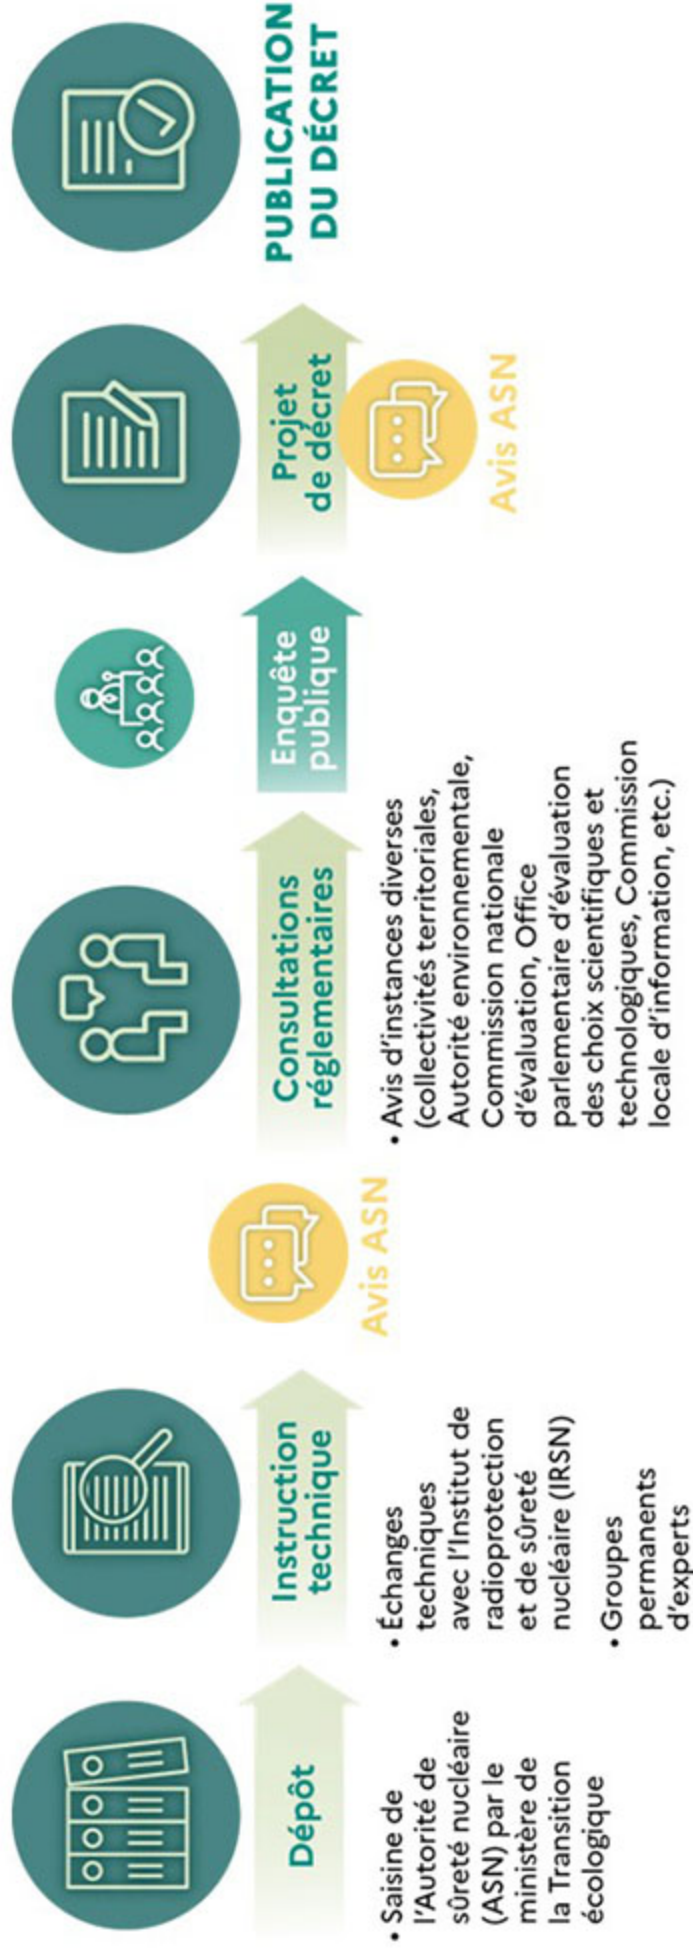 Dépôt
• Saisine de
l'Autorité de
sûreté nucléaire
(ASN) par le
ministère de
la Transition
écologique
Instruction
technique
• Échanges
techniques
avec l'Institut de
radioprotection
et de sûreté
nucléaire (IRSN)
• Groupes
permanents
d'experts
Avis ASN
Consultations
réglementaires
• Avis d'instances diverses
(collectivités territoriales,
Autorité environnementale,
Commission nationale
d'évaluation, Office
parlementaire d'évaluation
des choix scientifiques et
technologiques, Commission
locale d'information, etc.)
Enquête
publique
Projet
de décret
Avis ASN
PUBLICATION
DU DÉCRET